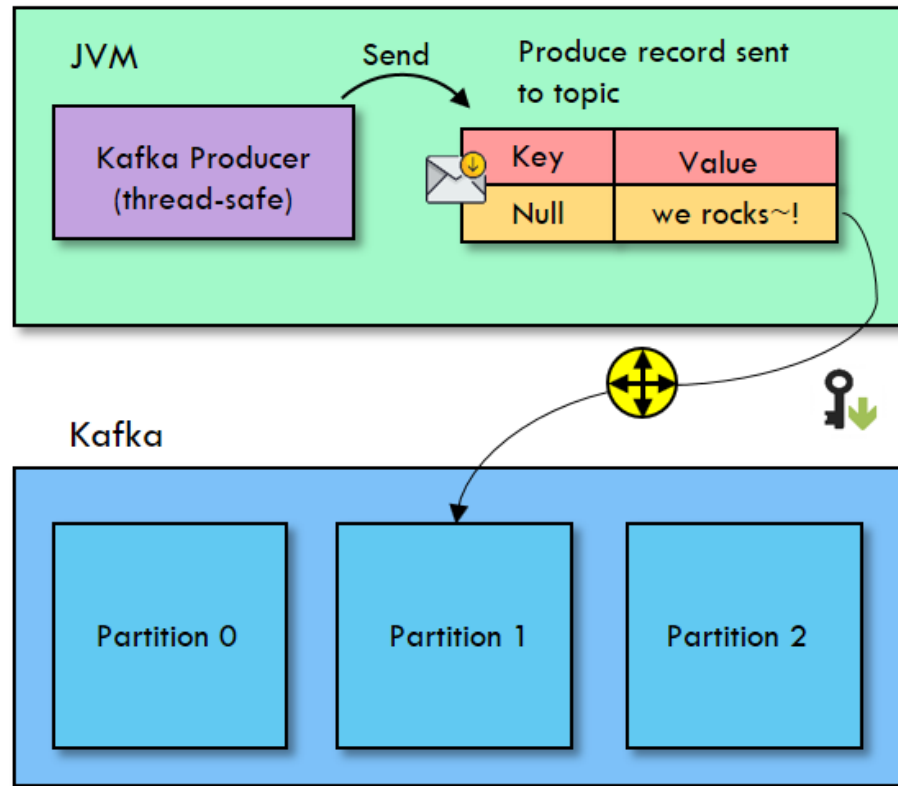 JVM
Send
Produce record sent
to topic
Kafka Producer
(thread-safe)
Key
Value
Null
we rocks~!
Kafka
Partition 0
Partition 1
Partition 2